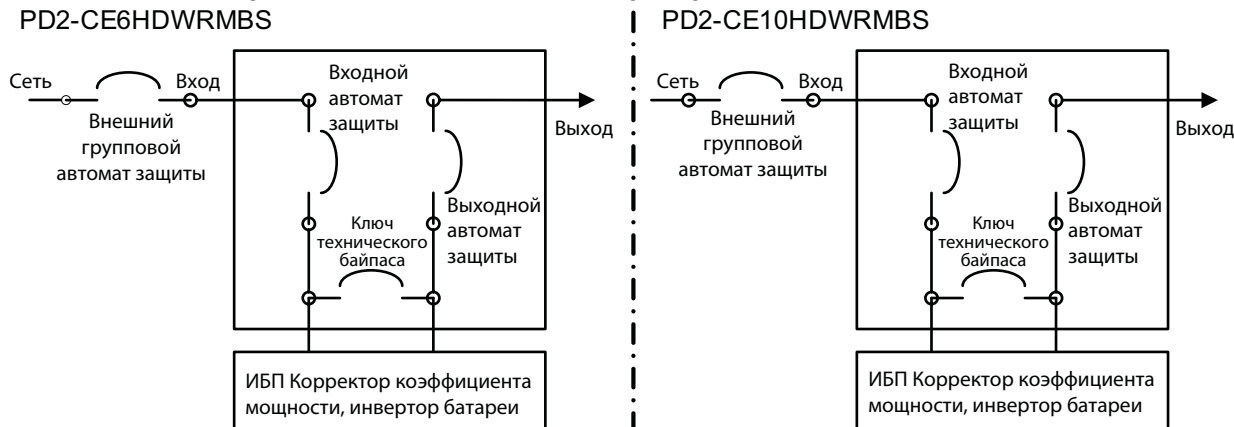 PD2-CE6HDWRMBS
Сеть
Вход
Внешний
групповой
автомат защиты
Входной
автомат
защиты
Выход
Выходной
автомат
защиты
Ключ
технического
байпаса
ИБП Корректор коэффициента
мощности, инвертор батареи
PD2-CE10HDWRMBS
Сеть
Вход
Внешний
групповой
автомат защиты
Входной
автомат
защиты
Выход
Выходной
автомат
защиты
Ключ
технического
байпаса
ИБП Корректор коэффициента
мощности, инвертор батареи